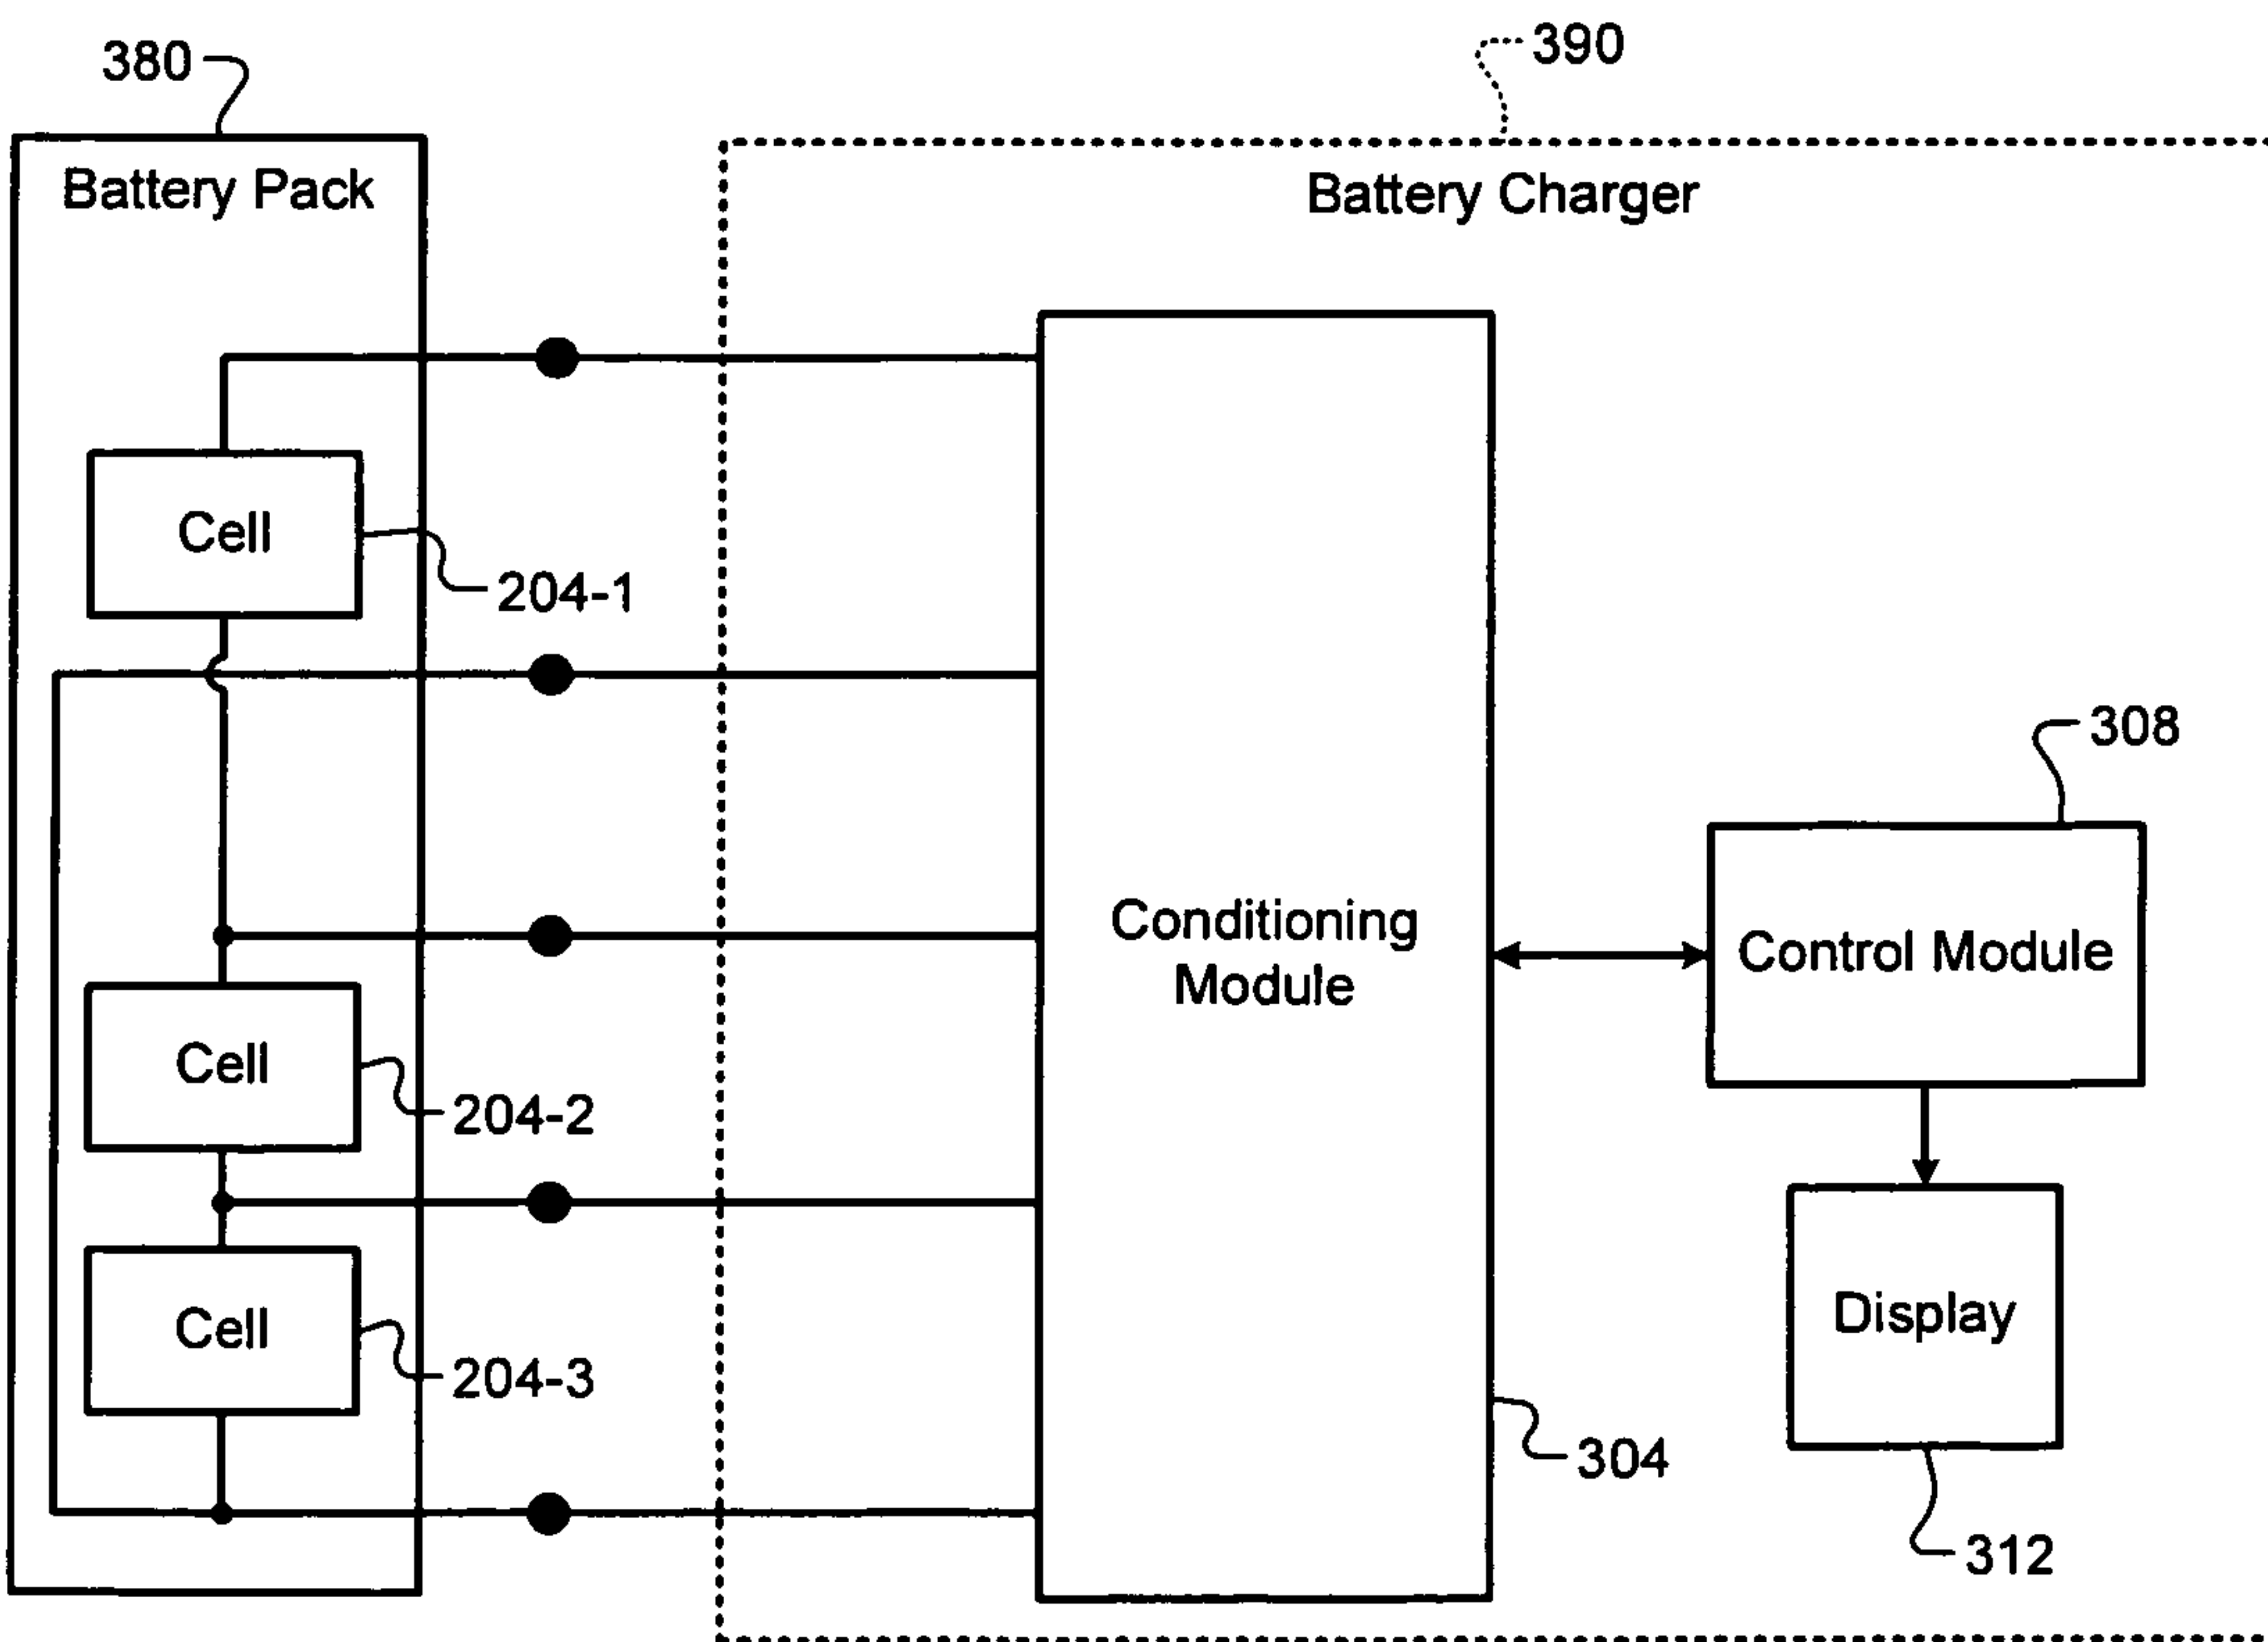 380
390
Battery Pack
Battery Charger
Cell
204-1
308
Conditioning
Module
Control Module
Cell
204-2
Display
Cell
204-3
304
312